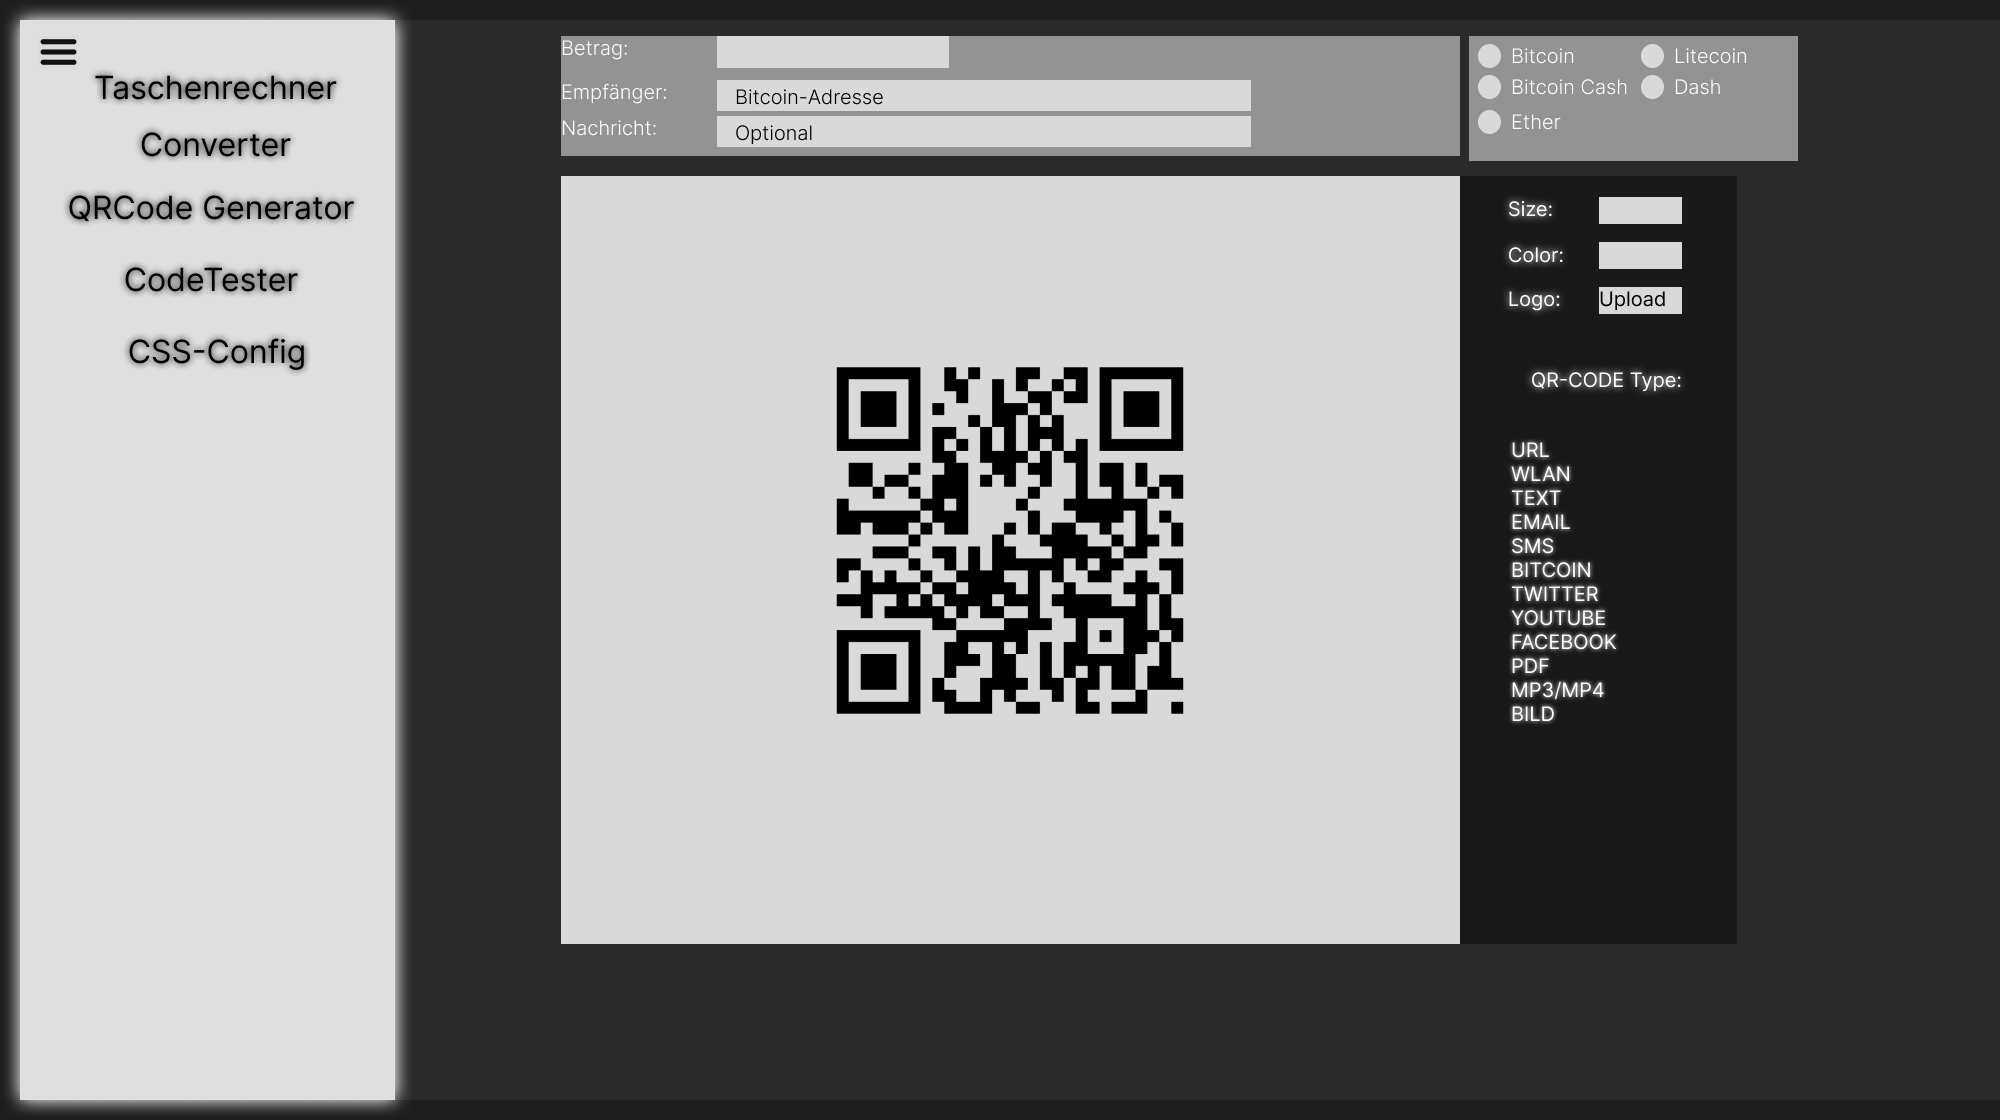 Taschenrechner
Converter
QRCode Generator
CodeTester
CSS-Config
Betrag:
Empfänger: Bitcoin-Adresse
Nachricht: Optional
Bitcoin Litecoin
Bitcoin Cash Dash
Ether
Size:
Color:
Logo: Upload
QR-CODE Type:
URL
WLAN
TEXT
EMAIL
SMS
BITCOIN
TWITTER
YOUTUBE
FACEBOOK
PDF
MP3/MP4
BILD